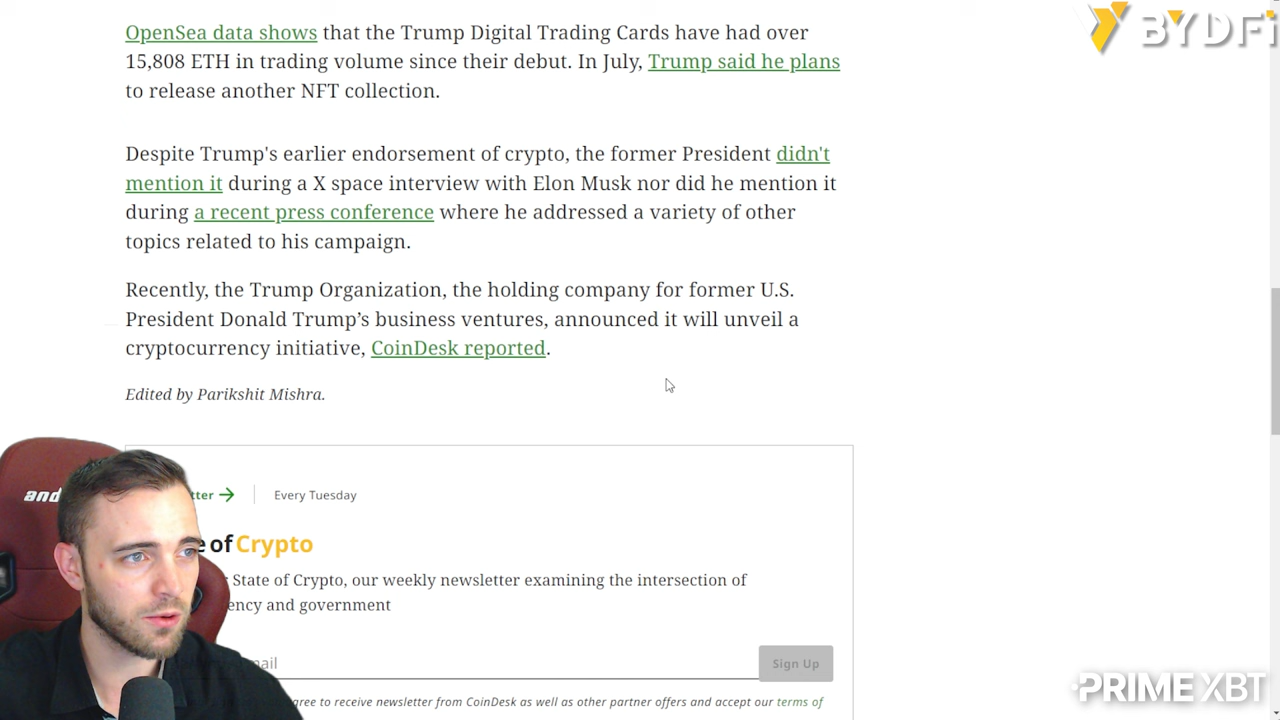 BYDFi
OpenSea data shows that the Trump Digital Trading Cards have had over
15,808 ETH in trading volume since their debut. In July, Trump said he plans
to release another NFT collection.
Despite Trump's earlier endorsement of crypto, the former President didn't
mention it during a X space interview with Elon Musk nor did he mention it
during a recent press conference where he addressed a variety of other
topics related to his campaign.
Recently, the Trump Organization, the holding company for former U.S.
President Donald Trump’s business ventures, announced it will unveil a
cryptocurrency initiative, CoinDesk reported.
Edited by Parikshit Mishra.
Every Tuesday
of Crypto
State of Crypto, our weekly newsletter examining the intersection of
and government
Sign Up
to receive newsletter from CoinDesk as well as other partner offers and accept our terms of
PRIME XBT